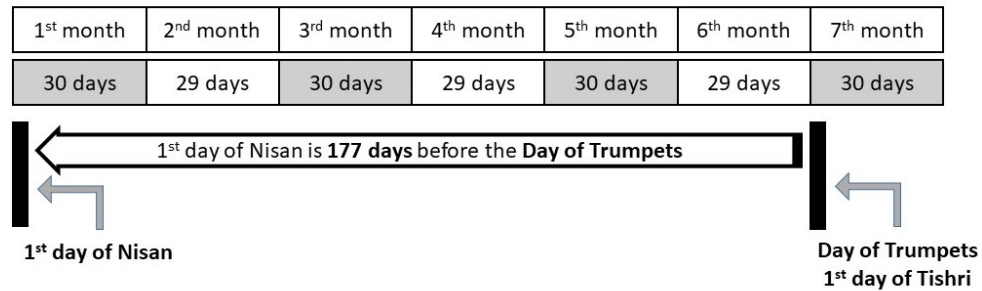 1st month 2nd month 3rd month 4th month 5th month 6th month 7th month
30 days 29 days 30 days 29 days 30 days 29 days 30 days
1st day of Nisan is 177 days before the Day of Trumpets
1st day of Nisan
Day of Trumpets
1st day of Tishri